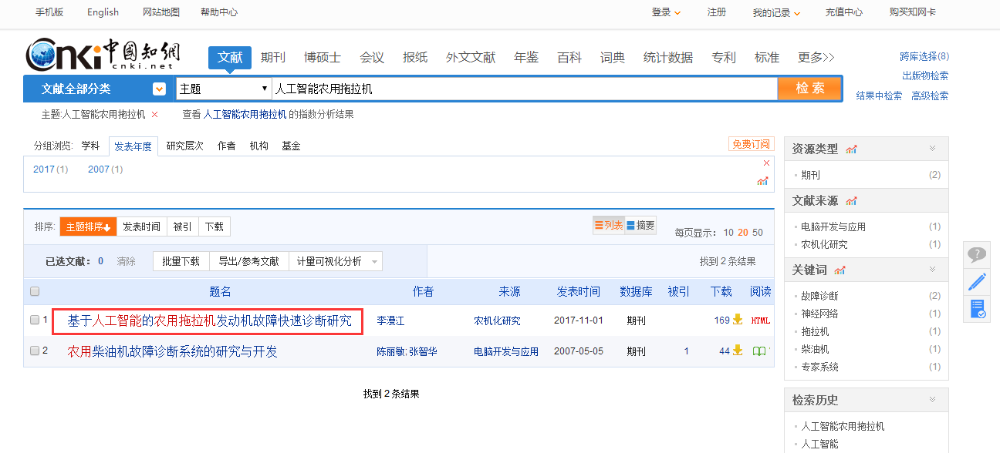 手机版 English 网站地图 帮助中心 登录 注册 我的记录 充值中心 购买知网卡
cnki 中国知網
cnki.net
文献 期刊 博硕士 会议 报纸 外文文献 年鉴 百科 词典 统计数据 专利 标准 更多>>
跨库选择(8)
出版物检索
文献全部分类 主题 人工智能农用拖拉机 检索
结果中检索 高级检索
主题:人工智能农用拖拉机 × 查看 人工智能农用拖拉机 的指数分析结果
分组浏览: 学科 发表年度 研究层次 作者 机构 基金 免费订阅
2017(1) 2007(1)
排序: 主题排序 发表时间 被引 下载 列表 摘要 每页显示: 10 20 50
已选文献: 0 清除 批量下载 导出/参考文献 计量可视化分析 找到 2 条结果
题名 作者 来源 发表时间 数据库 被引 下载 阅读
1 基于人工智能的农用拖拉机发动机故障快速诊断研究 李漫江 农机化研究 2017-11-01 期刊 169 HTML
2 农用柴油机故障诊断系统的研究与开发 陈丽敏;张智华 电脑开发与应用 2007-05-05 期刊 1 44
找到 2 条结果
资源类型
期刊 (2)
文献来源
电脑开发与应用 (1)
农机化研究 (1)
关键词
故障诊断 (2)
神经网络 (1)
拖拉机 (1)
柴油机 (1)
专家系统 (1)
检索历史
人工智能农用拖拉机
人工智能